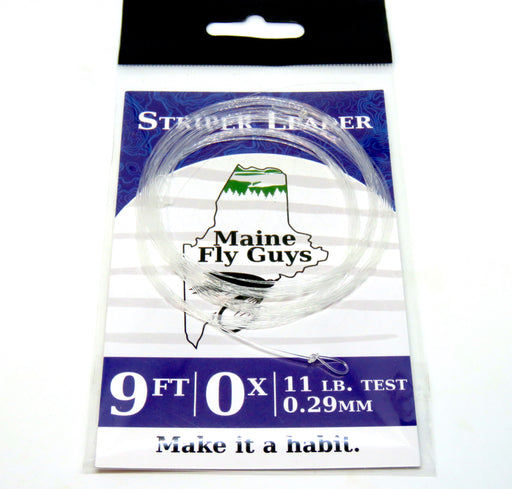 STRIPER LEADER
Maine
Fly Guys
9FT | 0X | 11 LB. TEST
0.29MM
Make it a habit.